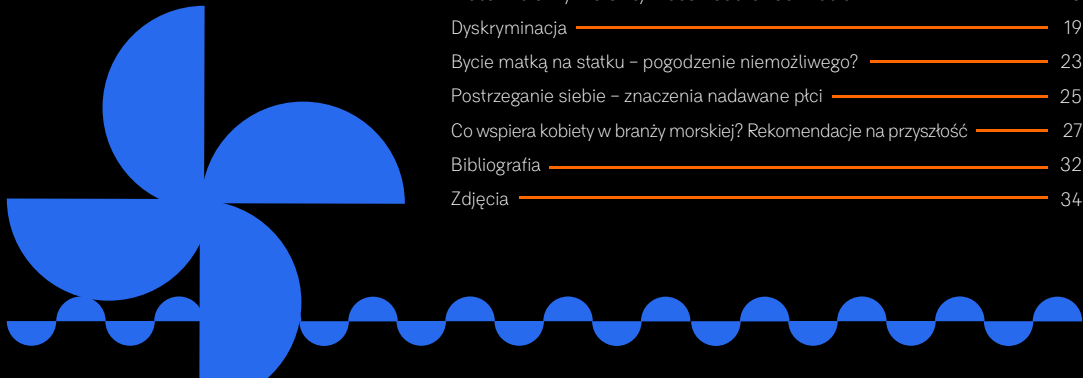 Dyskryminacja 19
Bycie matką na statku – pogodzenie niemożliwego? 23
Postrzeganie siebie – znaczenia nadawane płci 25
Co wspiera kobiety w branży morskiej? Rekomendacje na przyszłość 27
Bibliografia 32
Zdjęcia 34